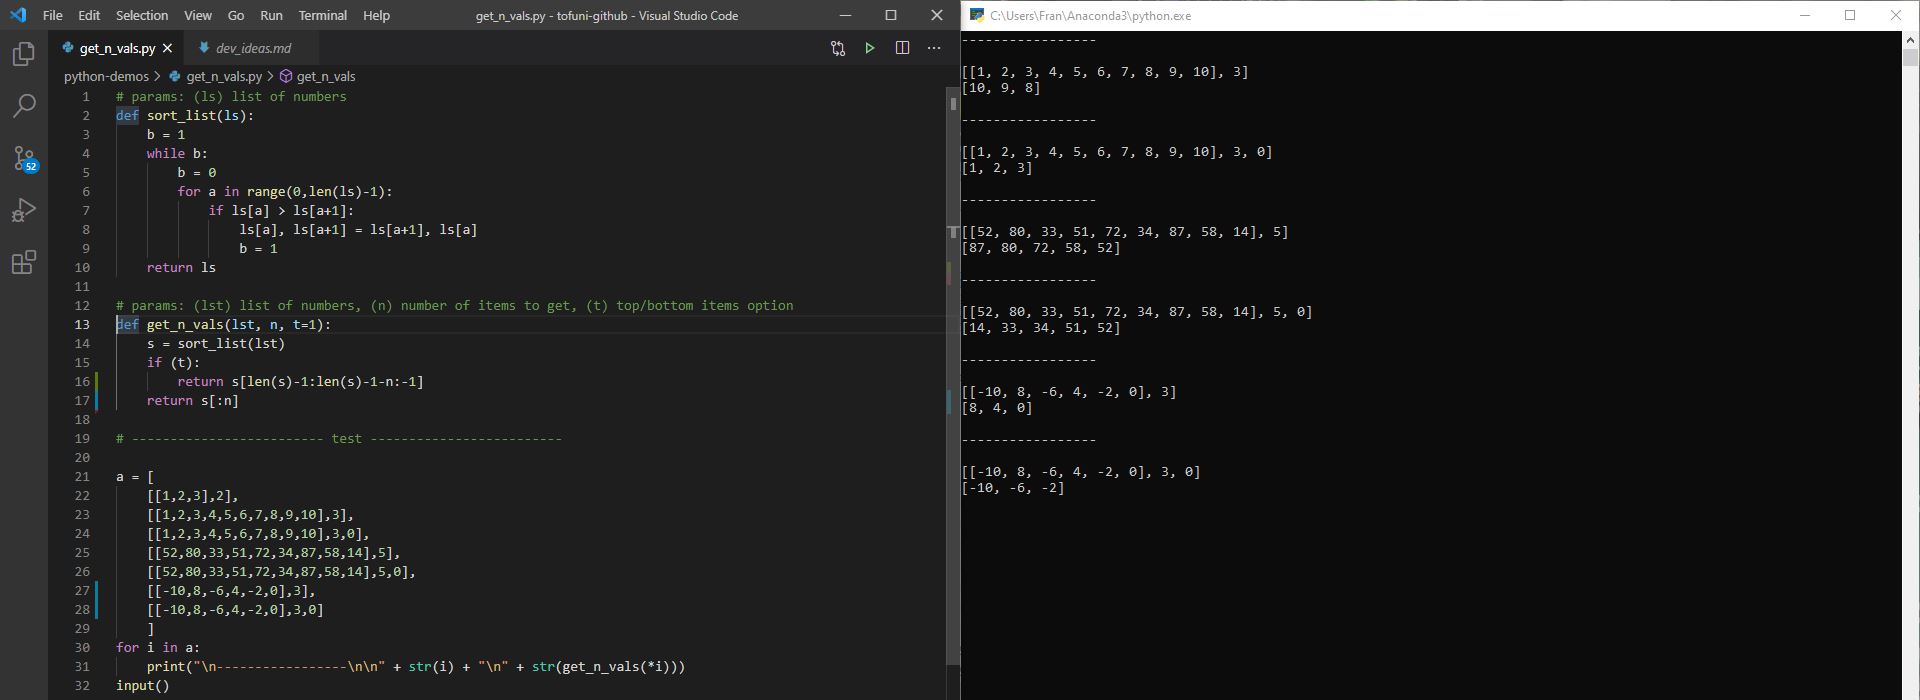 File Edit Selection View Go Run Terminal Help get_n_vals.py - tofuni-github - Visual Studio Code
get_n_vals.py dev_ideas.md
python-demos > get_n_vals.py > get_n_vals
52
1 # params: (ls) list of numbers
2 def sort_list(ls):
3 b = 1
4 while b:
5 b = 0
6 for a in range(0,len(ls)-1):
7 if ls[a] > ls[a+1]:
8 ls[a], ls[a+1] = ls[a+1], ls[a]
9 b = 1
10 return ls
11
12 # params: (lst) list of numbers, (n) number of items to get, (t) top/bottom items option
13 def get_n_vals(lst, n, t=1):
14 s = sort_list(lst)
15 if (t):
16 return s[len(s)-1:len(s)-1-n:-1]
17 return s[:n]
18
19 # ------------------------- test -------------------------
20
21 a = [
22 [[1,2,3],2],
23 [[1,2,3,4,5,6,7,8,9,10],3],
24 [[1,2,3,4,5,6,7,8,9,10],3,0],
25 [[52,80,33,51,72,34,87,58,14],5],
26 [[52,80,33,51,72,34,87,58,14],5,0],
27 [[-10,8,-6,4,-2,0],3],
28 [[-10,8,-6,4,-2,0],3,0]
29 ]
30 for i in a:
31 print("\n-----------------\n\n" + str(i) + "\n" + str(get_n_vals(*i)))
32 input()
C:\Users\Fran\Anaconda3\python.exe
-----------------
[[1, 2, 3, 4, 5, 6, 7, 8, 9, 10], 3]
[10, 9, 8]
-----------------
[[1, 2, 3, 4, 5, 6, 7, 8, 9, 10], 3, 0]
[1, 2, 3]
-----------------
[[52, 80, 33, 51, 72, 34, 87, 58, 14], 5]
[87, 80, 72, 58, 52]
-----------------
[[52, 80, 33, 51, 72, 34, 87, 58, 14], 5, 0]
[14, 33, 34, 51, 52]
-----------------
[[-10, 8, -6, 4, -2, 0], 3]
[8, 4, 0]
-----------------
[[-10, 8, -6, 4, -2, 0], 3, 0]
[-10, -6, -2]